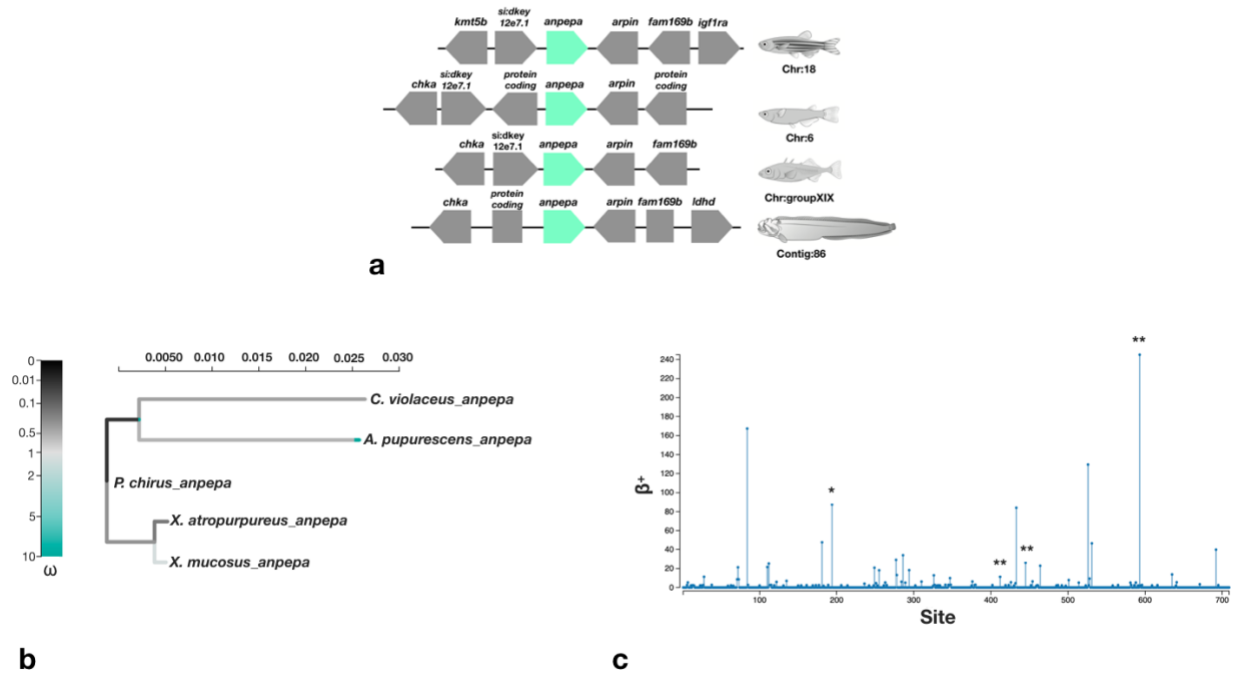 kmt5b si:dkey 12e7.1 anpepa arpin fam169b igf1ra
Chr:18
chka si:dkey 12e7.1 protein coding anpepa arpin protein coding
Chr:6
chka si:dkey 12e7.1 anpepa arpin fam169b
Chr:groupXIX
chka protein coding anpepa arpin fam169b ldhd
Contig:86
a
0.0050 0.010 0.015 0.020 0.025 0.030
0
0.01
0.1
0.5
1
2
5
10
ω
C. violaceus_anpepa
A. pupurescens_anpepa
P. chirus_anpepa
X. atropurpureus_anpepa
X. mucosus_anpepa
b
240
220
200
180
160
140
120
100
80
60
40
20
0
β+
**
*
**
**
100 200 300 400 500 600 700
Site
c